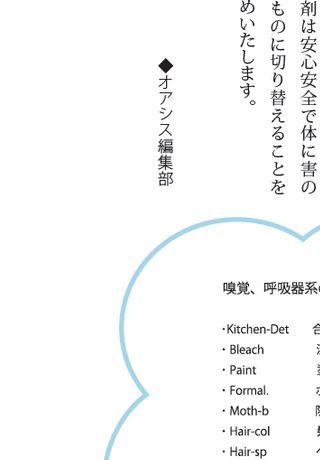 剤は安心安全で体に害の
ものに切り替えることを
めいたします。
◆オアシス編集部
嗅覚、呼吸器系
・Kitchen-Det 合
・Bleach
・Paint
・Formal.
・Moth-b
・Hair-col
・Hair-sp